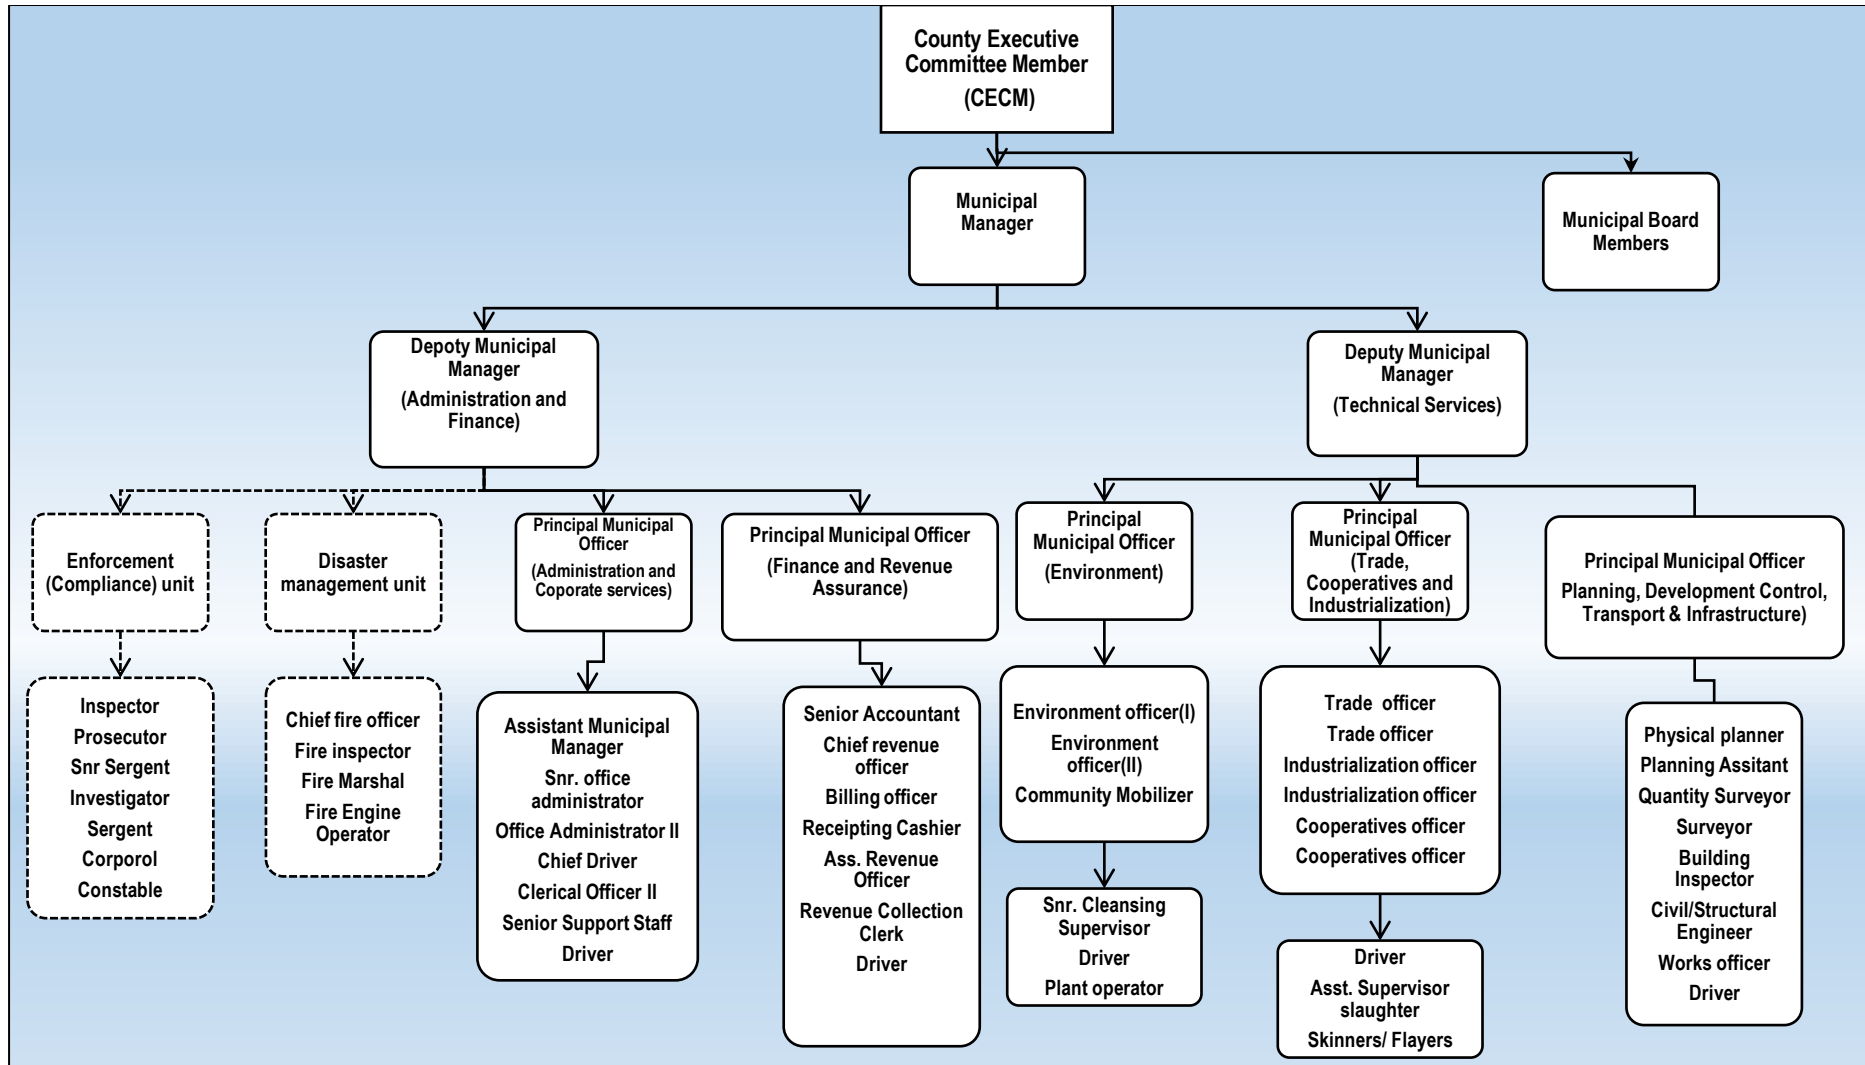 County Executive
Committee Member
(CECM)
Municipal
Manager
Municipal Board
Members
Depoty Municipal
Manager
(Administration and
Finance)
Deputy Municipal
Manager
(Technical Services)
Enforcement
(Compliance) unit
Disaster
management unit
Principal Municipal
Officer
(Administration and
Coporate services)
Principal Municipal Officer
(Finance and Revenue
Assurance)
Principal
Municipal Officer
(Environment)
Principal
Municipal Officer
(Trade,
Cooperatives and
Industrialization)
Principal Municipal Officer
Planning, Development Control,
Transport & Infrastructure)
Inspector
Prosecutor
Snr Sergent
Investigator
Sergent
Corporol
Constable
Chief fire officer
Fire inspector
Fire Marshal
Fire Engine
Operator
Assistant Municipal
Manager
Snr. office
administrator
Office Administrator II
Chief Driver
Clerical Officer II
Senior Support Staff
Driver
Senior Accountant
Chief revenue
officer
Billing officer
Receipting Cashier
Ass. Revenue
Officer
Revenue Collection
Clerk
Driver
Environment officer(I)
Environment
officer(II)
Community Mobilizer
Snr. Cleansing
Supervisor
Driver
Plant operator
Trade officer
Trade officer
Industrialization officer
Industrialization officer
Cooperatives officer
Cooperatives officer
Driver
Asst. Supervisor
slaughter
Skinners/ Flayers
Physical planner
Planning Assitant
Quantity Surveyor
Surveyor
Building
Inspector
Civil/Structural
Engineer
Works officer
Driver